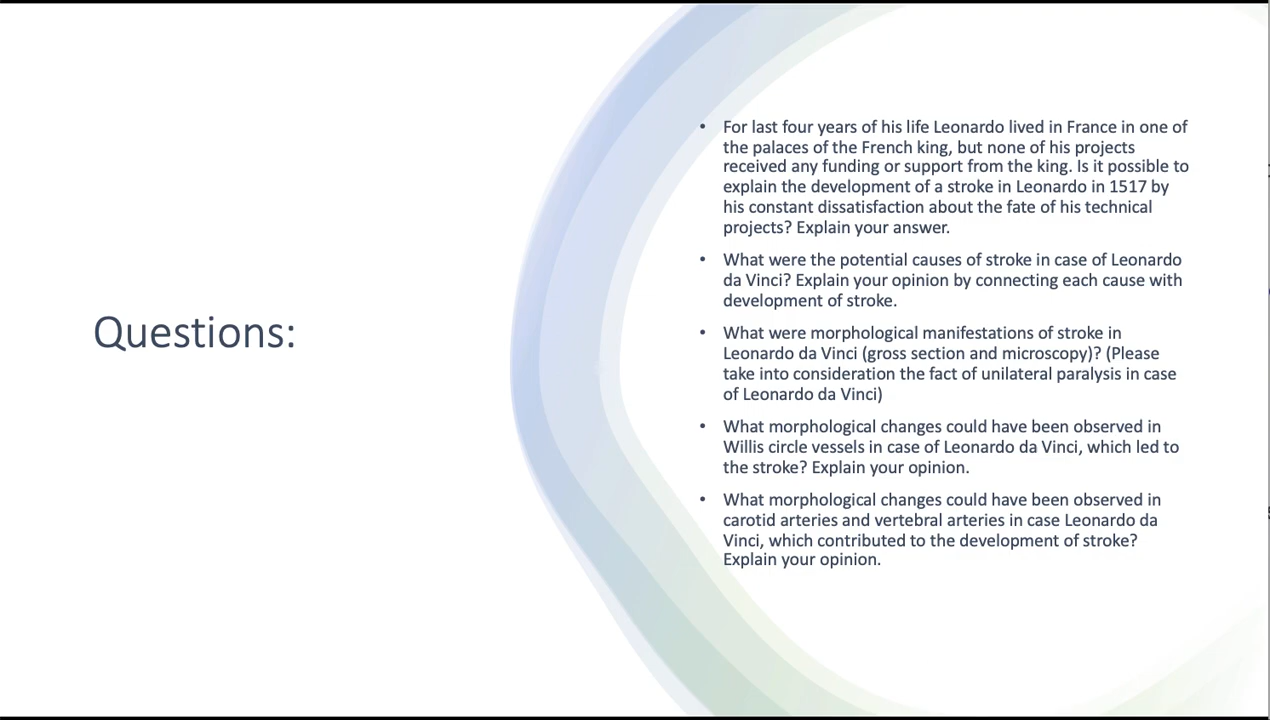 Questions:
• For last four years of his life Leonardo lived in France in one of
the palaces of the French king, but none of his projects
received any funding or support from the king. Is it possible to
explain the development of a stroke in Leonardo in 1517 by
his constant dissatisfaction about the fate of his technical
projects? Explain your answer.
• What were the potential causes of stroke in case of Leonardo
da Vinci? Explain your opinion by connecting each cause with
development of stroke.
• What were morphological manifestations of stroke in
Leonardo da Vinci (gross section and microscopy)? (Please
take into consideration the fact of unilateral paralysis in case
of Leonardo da Vinci)
• What morphological changes could have been observed in
Willis circle vessels in case of Leonardo da Vinci, which led to
the stroke? Explain your opinion.
• What morphological changes could have been observed in
carotid arteries and vertebral arteries in case Leonardo da
Vinci, which contributed to the development of stroke?
Explain your opinion.